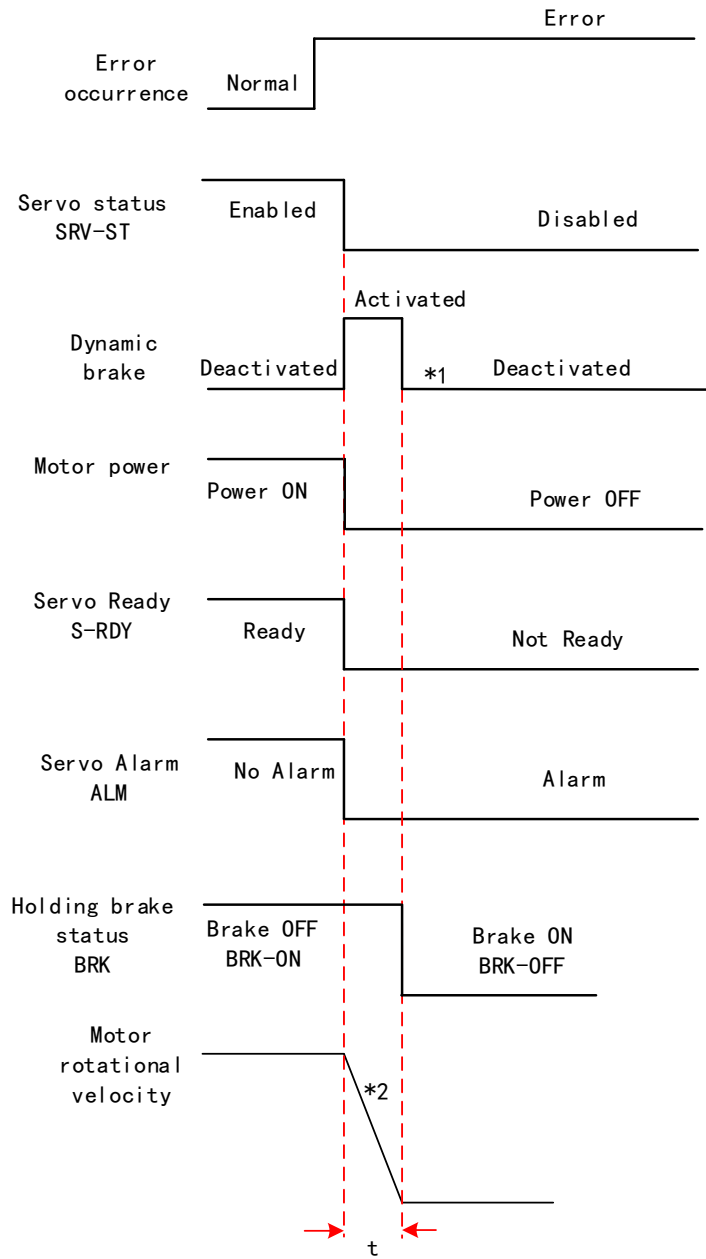 Error
Error
occurrence
Normal
Servo status
SRV-ST
Enabled
Disabled
Activated
Dynamic
brake
Deactivated
*1
Deactivated
Motor power
Power ON
Power OFF
Servo Ready
S-RDY
Ready
Not Ready
Servo Alarm
ALM
No Alarm
Alarm
Holding brake
status
BRK
Brake OFF
BRK-ON
Brake ON
BRK-OFF
Motor
rotational
velocity
*2
t